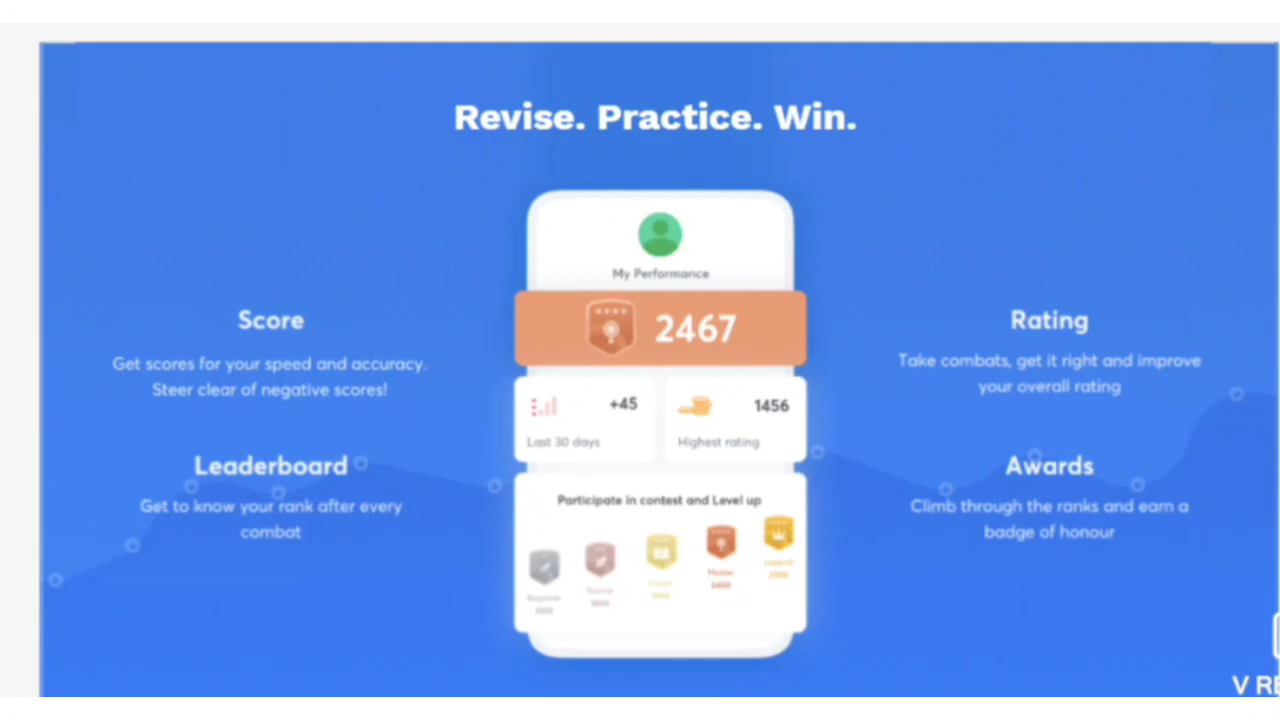 Revise. Practice. Win.
My Performance
2467
+45
Last 30 days
1456
Highest rating
Participate in contest and Level up
Legend
Master
2400
Score
Get scores for your speed and accuracy.
Steer clear of negative scores!
Leaderboard
Get to know your rank after every
combat
Rating
Take combats, get it right and improve
your overall rating
Awards
Climb through the ranks and earn a
badge of honour
V RE